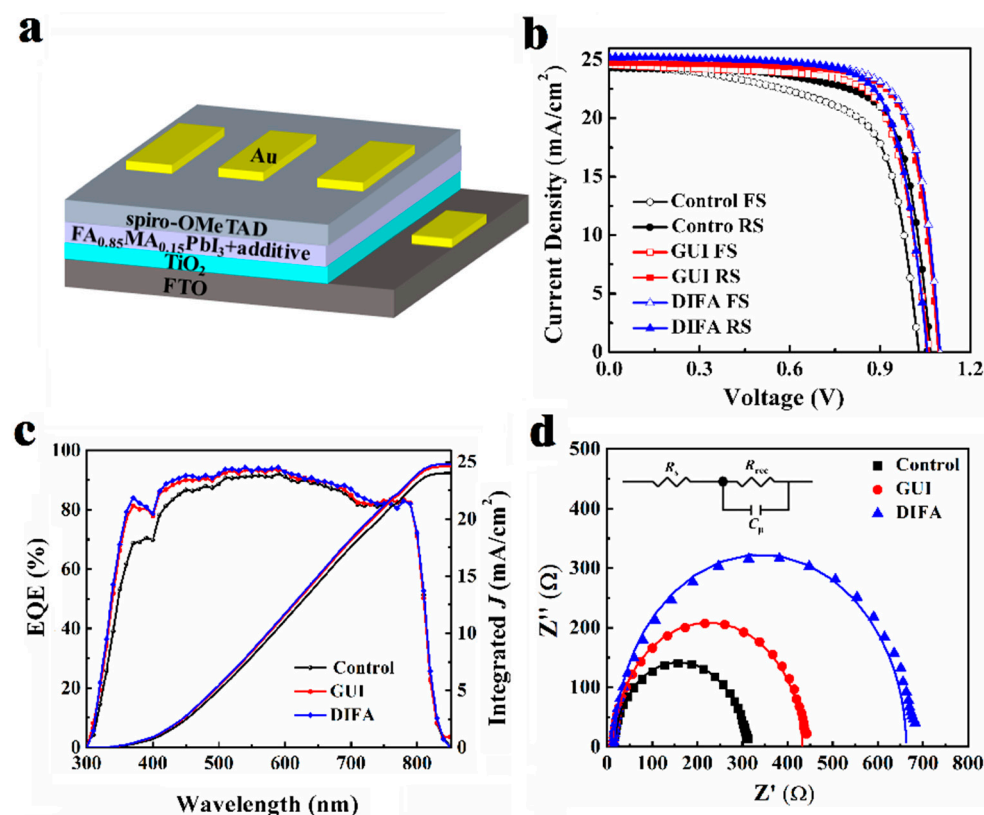 a
Au
spiro-OMeTAD
FA0.85MA0.15PbI3+additive
TiO2
FTO
b
Current Density (mA/cm2)
25
20
15
10
5
0
Control FS
Contro RS
GUI FS
GUI RS
DIFA FS
DIFA RS
0.0 0.3 0.6 0.9 1.2
Voltage (V)
c
EQE (%)
100
80
60
40
20
0
Control
GUI
DIFA
25
20
15
10
5
0
Integrated J (mA/cm2)
300 400 500 600 700 800
Wavelength (nm)
d
Z'' (Ω)
500
400
300
200
100
0
Rs
Rrec
Cμ
Control
GUI
DIFA
0 100 200 300 400 500 600 700 800
Z' (Ω)